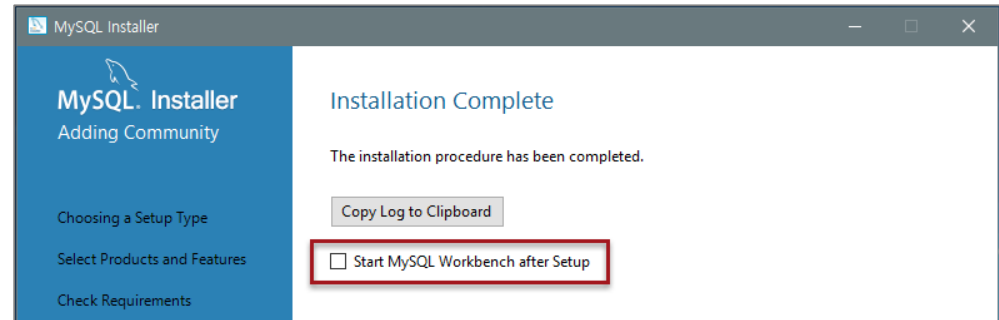 MySQL Installer
MySQL. Installer
Adding Community
Choosing a Setup Type
Select Products and Features
Check Requirements
Installation Complete
The installation procedure has been completed.
Copy Log to Clipboard
Start MySQL Workbench after Setup